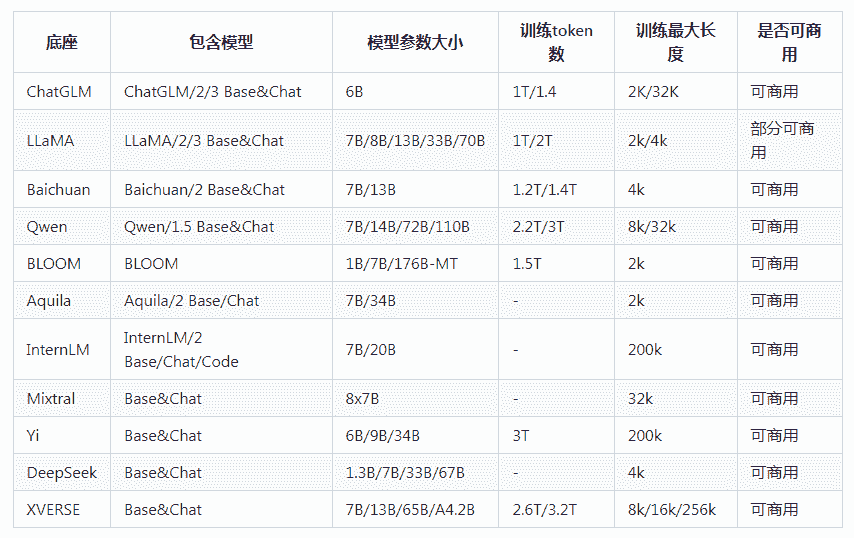 底座 包含模型 模型参数大小 训练token数 训练最大长度 是否可商用
ChatGLM ChatGLM/2/3 Base&Chat 6B 1T/1.4 2K/32K 可商用
LLaMA LLaMA/2/3 Base&Chat 7B/8B/13B/33B/70B 1T/2T 2k/4k 部分可商用
Baichuan Baichuan/2 Base&Chat 7B/13B 1.2T/1.4T 4k 可商用
Qwen Qwen/1.5 Base&Chat 7B/14B/72B/110B 2.2T/3T 8k/32k 可商用
BLOOM BLOOM 1B/7B/176B-MT 1.5T 2k 可商用
Aquila Aquila/2 Base/Chat 7B/34B - 2k 可商用
InternLM InternLM/2 Base/Chat/Code 7B/20B - 200k 可商用
Mixtral Base&Chat 8x7B - 32k 可商用
Yi Base&Chat 6B/9B/34B 3T 200k 可商用
DeepSeek Base&Chat 1.3B/7B/33B/67B - 4k 可商用
XVERSE Base&Chat 7B/13B/65B/A4.2B 2.6T/3.2T 8k/16k/256k 可商用